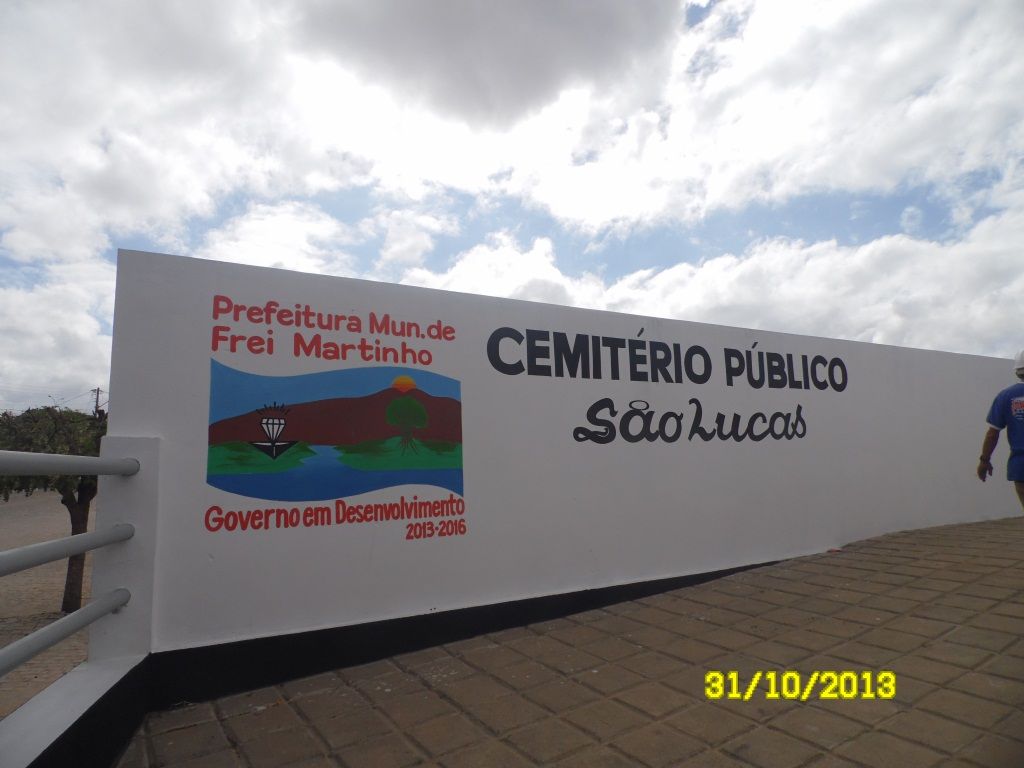 Prefeitura Mun.de
Frei Martinho
Governo em Desenvolvimento
2013-2016
CEMITÉRIO PÚBLICO
São Lucas
31/10/2013